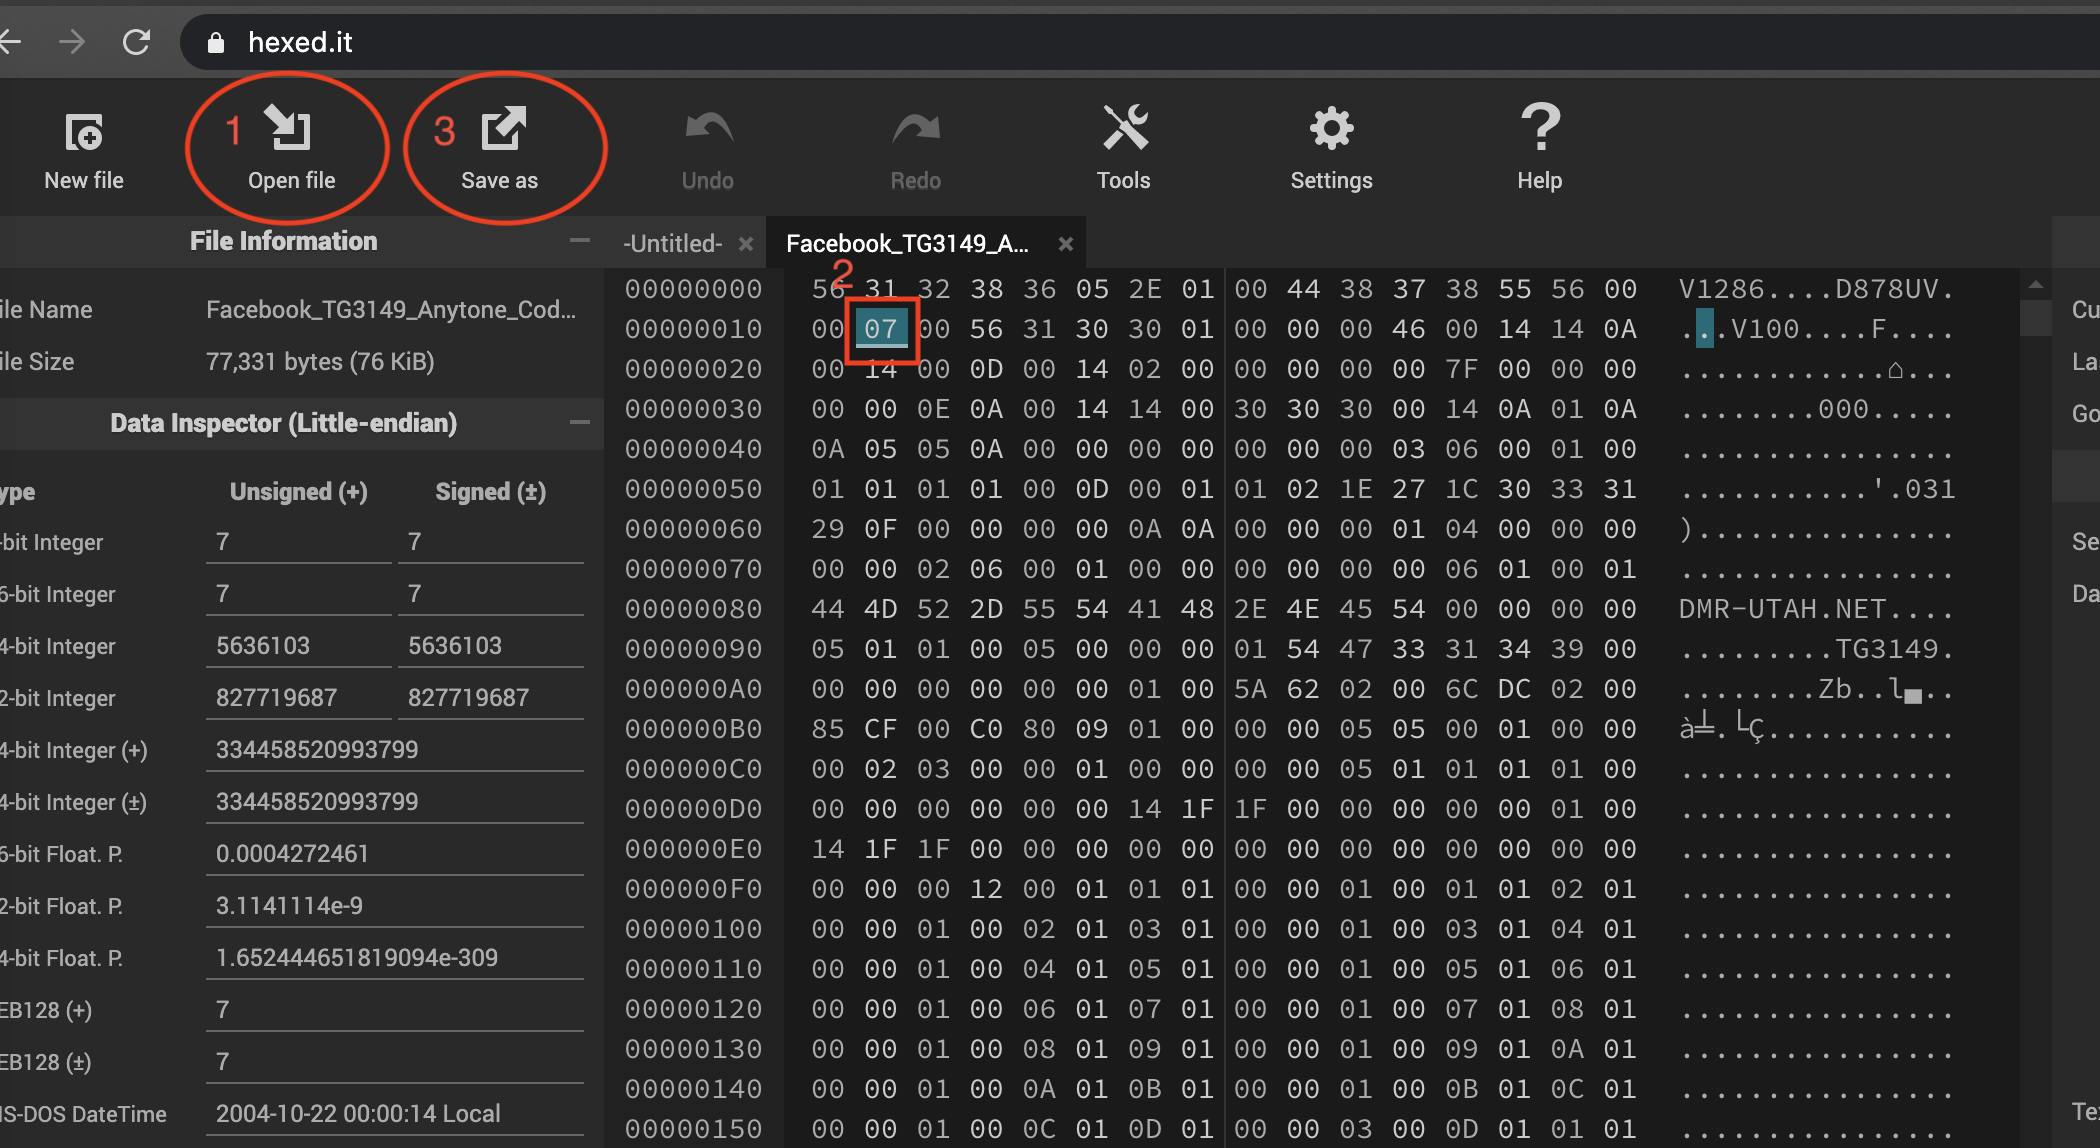 hexed.it
1
3
New file
Open file
Save as
Undo
Redo
Tools
Settings
Help
File Information
-Untitled-
Facebook_TG3149_A...
ile Name Facebook_TG3149_Anytone_Cod...
ile Size 77,331 bytes (76 KiB)
Data Inspector (Little-endian)
ype Unsigned (+) Signed (±)
-bit Integer 7 7
6-bit Integer 7 7
4-bit Integer 5636103 5636103
2-bit Integer 827719687 827719687
4-bit Integer (+) 334458520993799
4-bit Integer (±) 334458520993799
6-bit Float. P. 0.0004272461
2-bit Float. P. 3.1141114e-9
4-bit Float. P. 1.652444651819094e-309
EB128 (+) 7
EB128 (±) 7
IS-DOS DateTime 2004-10-22 00:00:14 Local
2
00000000 56 31 32 38 36 05 2E 01 00 44 38 37 38 55 56 00 V1286....D878UV.
00000010 00 07 00 56 31 30 30 01 00 00 00 46 00 14 14 0A ...V100....F....
00000020 00 14 00 0D 00 14 02 00 00 00 00 00 7F 00 00 00 ............⌂...
00000030 00 00 0E 0A 00 14 14 00 30 30 30 00 14 0A 01 0A ........000.....
00000040 0A 05 05 0A 00 00 00 00 00 00 00 03 06 00 01 00 ................
00000050 01 01 01 01 00 0D 00 01 01 02 1E 27 1C 30 33 31 ...........'.031
00000060 29 0F 00 00 00 00 0A 0A 00 00 00 01 04 00 00 00 )...............
00000070 00 00 02 06 00 01 00 00 00 00 00 00 06 01 00 01 ................
00000080 44 4D 52 2D 55 54 41 48 2E 4E 45 54 00 00 00 00 DMR-UTAH.NET....
00000090 05 01 01 00 05 00 00 00 01 54 47 33 31 34 39 00 .........TG3149.
000000A0 00 00 00 00 00 00 01 00 5A 62 02 00 6C DC 02 00 ........Zb..l▄..
000000B0 85 CF 00 C0 80 09 01 00 00 00 05 05 00 01 00 00 à╧.└Ç...........
000000C0 00 02 03 00 00 01 00 00 00 00 05 01 01 01 01 00 ................
000000D0 00 00 00 00 00 00 14 1F 1F 00 00 00 00 00 01 00 ................
000000E0 14 1F 1F 00 00 00 00 00 00 00 00 00 00 00 00 00 ................
000000F0 00 00 00 12 00 01 01 01 00 00 01 00 01 01 02 01 ................
00000100 00 00 01 00 02 01 03 01 00 00 01 00 03 01 04 01 ................
00000110 00 00 01 00 04 01 05 01 00 00 01 00 05 01 06 01 ................
00000120 00 00 01 00 06 01 07 01 00 00 01 00 07 01 08 01 ................
00000130 00 00 01 00 08 01 09 01 00 00 01 00 09 01 0A 01 ................
00000140 00 00 01 00 0A 01 0B 01 00 00 01 00 0B 01 0C 01 ................
00000150 00 00 01 00 0C 01 0D 01 00 00 03 00 0D 01 01 01 ................
Cu
La
Go
Se
Da
Te